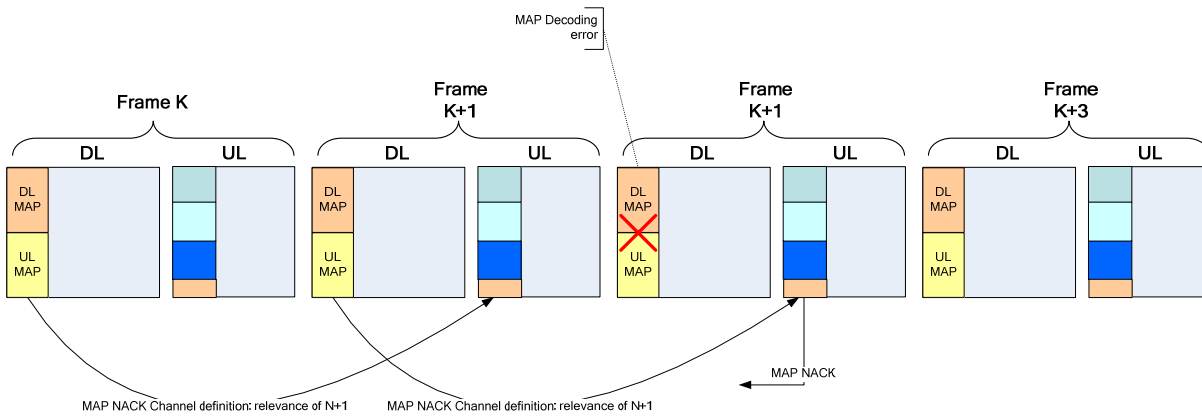 MAP Decoding
error
Frame K
Frame
K+1
Frame
K+1
Frame
K+3
DL
UL
DL
UL
DL
UL
DL
UL
DL
MAP
DL
MAP
DL
MAP
DL
MAP
UL
MAP
UL
MAP
UL
MAP
UL
MAP
MAP NACK
MAP NACK Channel definition: relevance of N+1
MAP NACK Channel definition: relevance of N+1